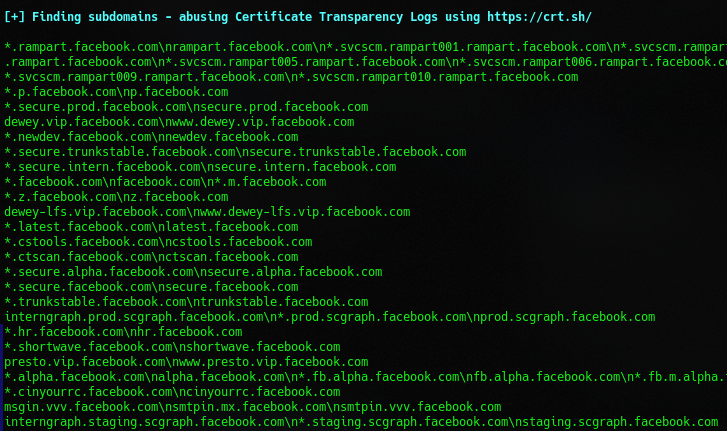 [+] Finding subdomains - abusing Certificate Transparency Logs using https://crt.sh/
*.rampart.facebook.com\nrampart.facebook.com\n*.svcscm.rampart001.rampart.facebook.com\n*.svcscm.rampar
.rampart.facebook.com\n*.svcscm.rampart005.rampart.facebook.com\n*.svcscm.rampart006.rampart.facebook.c
*.svcscm.rampart009.rampart.facebook.com\n*.svcscm.rampart010.rampart.facebook.com
*.p.facebook.com\np.facebook.com
*.secure.prod.facebook.com\nsecure.prod.facebook.com
dewey.vip.facebook.com\nwww.dewey.vip.facebook.com
*.newdev.facebook.com\nnewdev.facebook.com
*.secure.trunkstable.facebook.com\nsecure.trunkstable.facebook.com
*.secure.intern.facebook.com\nsecure.intern.facebook.com
*.facebook.com\nfacebook.com\n*.m.facebook.com
*.z.facebook.com\nz.facebook.com
dewey-lfs.vip.facebook.com\nwww.dewey-lfs.vip.facebook.com
*.latest.facebook.com\nlatest.facebook.com
*.cstools.facebook.com\ncstools.facebook.com
*.ctscan.facebook.com\nctscan.facebook.com
*.secure.alpha.facebook.com\nsecure.alpha.facebook.com
*.secure.facebook.com\nsecure.facebook.com
*.trunkstable.facebook.com\ntrunkstable.facebook.com
interngraph.prod.scgraph.facebook.com\n*.prod.scgraph.facebook.com\nprod.scgraph.facebook.com
*.hr.facebook.com\nhr.facebook.com
*.shortwave.facebook.com\nshortwave.facebook.com
presto.vip.facebook.com\nwww.presto.vip.facebook.com
*.alpha.facebook.com\nalpha.facebook.com\n*.fb.alpha.facebook.com\nfb.alpha.facebook.com\n*.fb.m.alpha.
*.cinyourrc.facebook.com\ncinyourrc.facebook.com
msgin.vvv.facebook.com\nsmtpin.mx.facebook.com\nsmtpin.vvv.facebook.com
interngraph.staging.scgraph.facebook.com\n*.staging.scgraph.facebook.com\nstaging.scgraph.facebook.com